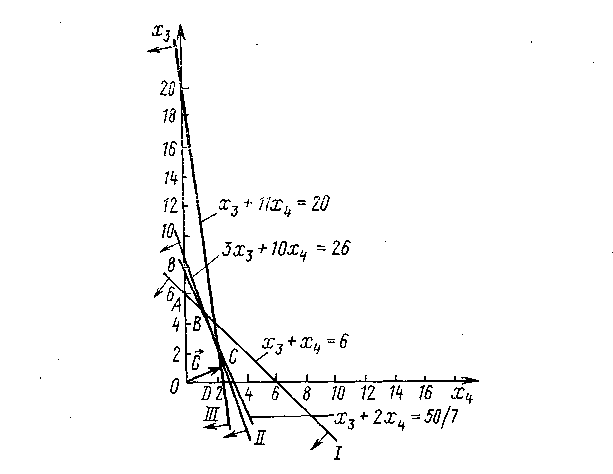 x₃
20
18
16
14
12
x₃ + 11x₄ = 20
10
3x₃ + 10x₄ = 26
8
6
A
4
B
x₃ + x₄ = 6
2
C⃗
C
O
D
2
4
6
8
10
12
14
16
x₄
III
II
x₃ + 2x₄ = 50/7
I